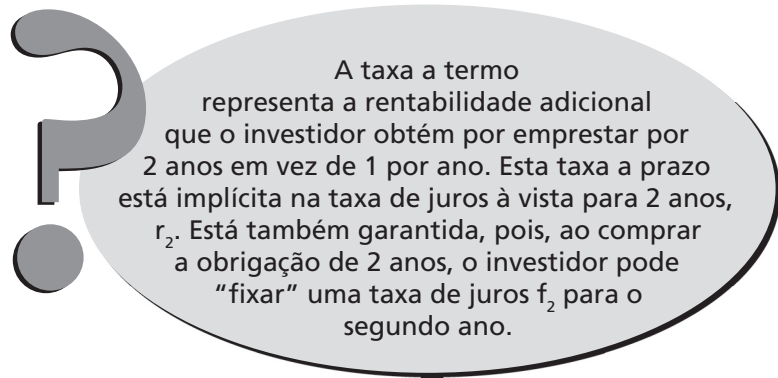 A taxa a termo
representa a rentabilidade adicional
que o investidor obtém por emprestar por
2 anos em vez de 1 por ano. Esta taxa a prazo
está implícita na taxa de juros à vista para 2 anos,
r₂. Está também garantida, pois, ao comprar
a obrigação de 2 anos, o investidor pode
“fixar” uma taxa de juros f₂ para o
segundo ano.